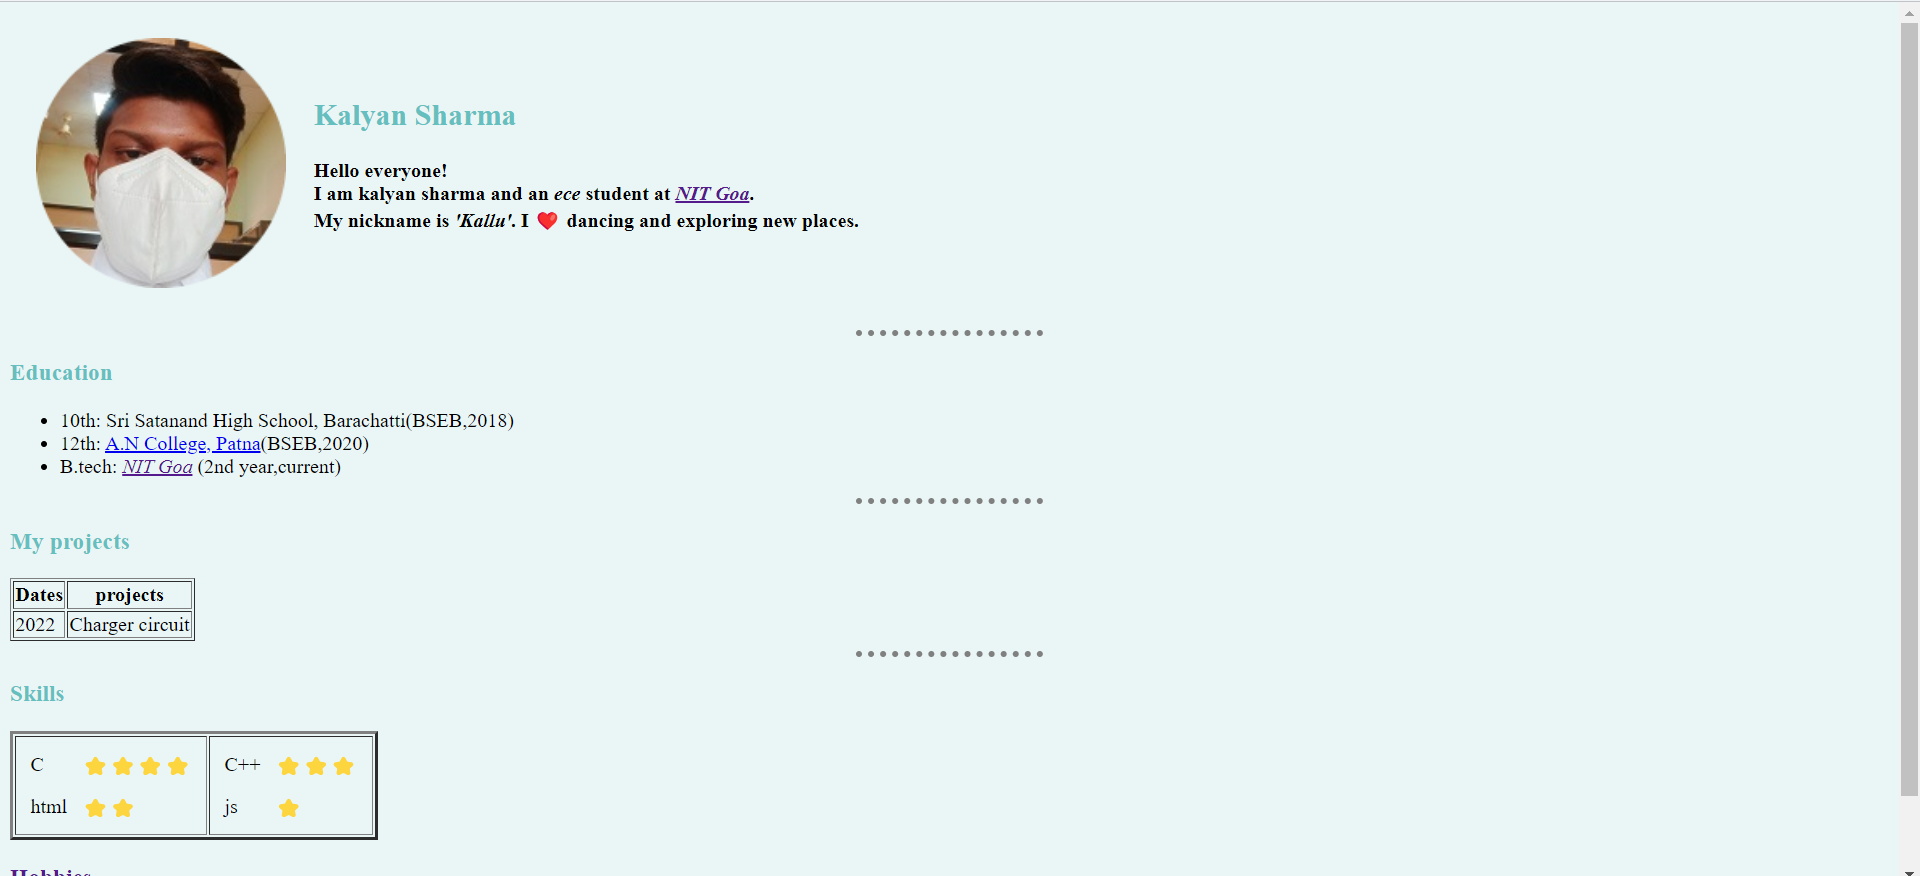 Kalyan Sharma
Hello everyone!
I am kalyan sharma and an ece student at NIT Goa.
My nickname is 'Kallu'. I ❤️ dancing and exploring new places.
Education
10th: Sri Satanand High School, Barachatti(BSEB,2018)
12th: A.N College, Patna(BSEB,2020)
B.tech: NIT Goa (2nd year,current)
My projects
Dates projects
2022 Charger circuit
Skills
C C++
html js
Hobbies